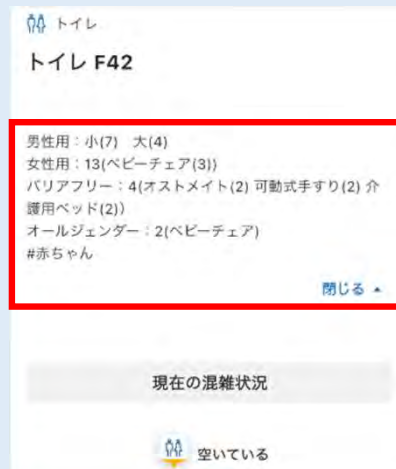 トイレ
トイレ F42
男性用：小(7)　大(4)
女性用：13(ベビーチェア(3))
バリアフリー：4(オストメイト(2) 可動式手すり(2) 介
護用ベッド(2))
オールジェンダー：2(ベビーチェア)
#赤ちゃん
閉じる
現在の混雑状況
空いている